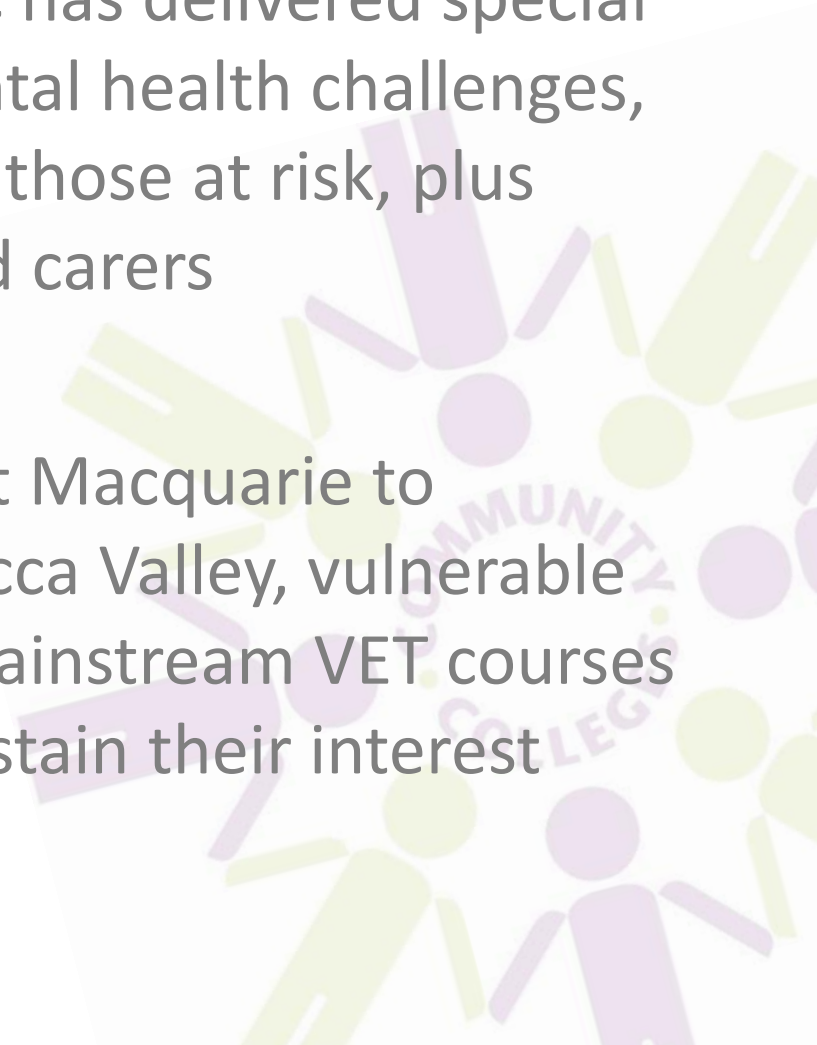 has delivered special
tal health challenges,
those at risk, plus
d carers
t Macquarie to
cca Valley, vulnerable
ainstream VET courses
stain their interest
COMMUNITY
COLLEGES